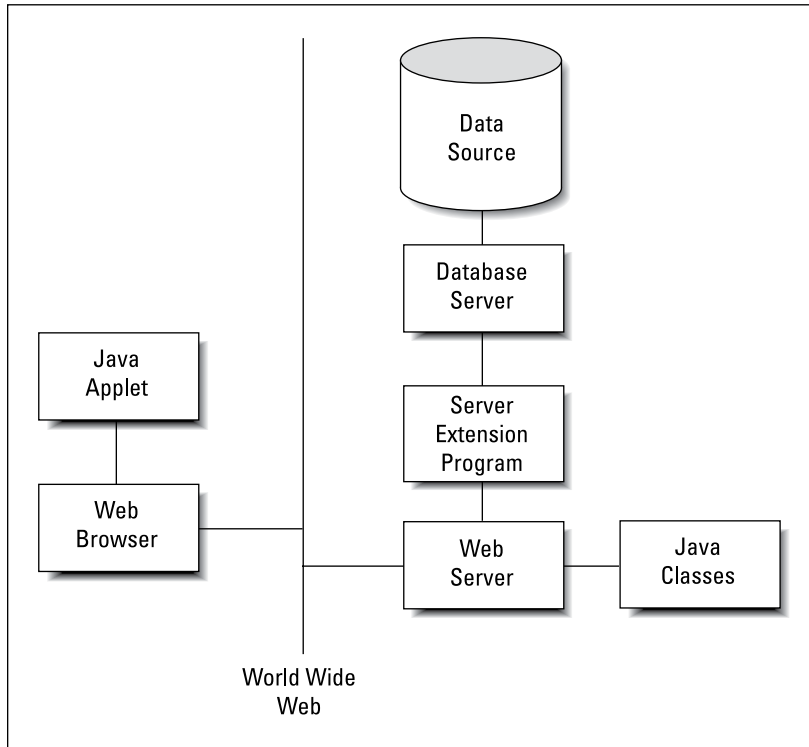 Data
Source
Database
Server
Java
Applet
Server
Extension
Program
Web
Browser
Web
Server
Java
Classes
World Wide
Web